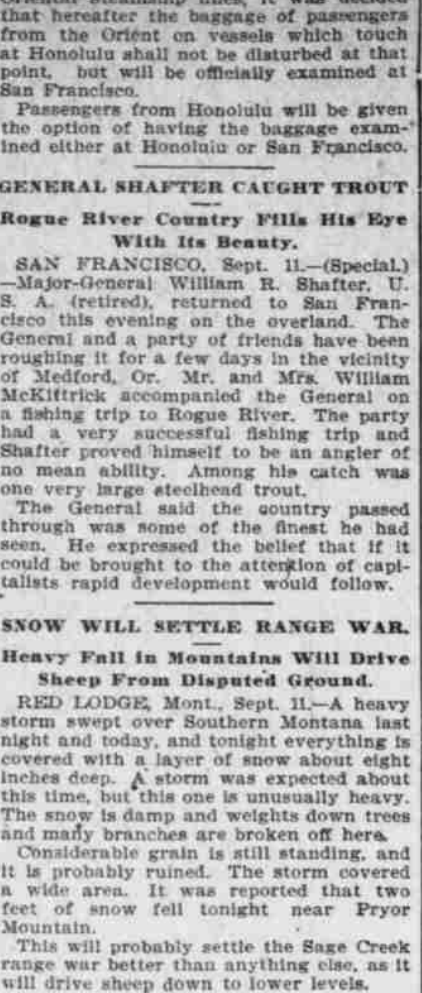 Oriental Steamship lines, it was decided
that hereafter the baggage of passengers
from the Orient on vessels which touch
at Honolulu shall not be disturbed at that
point, but will be officially examined at
San Francisco.
Passengers from Honolulu will be given
the option of having the baggage exam-
ined either at Honolulu or San Francisco.
GENERAL SHAFTER CAUGHT TROUT
Rogue River Country Fills His Eye
With Its Beauty.
SAN FRANCISCO, Sept. 11.—(Special.)
—Major-General William R. Shafter, U.
S. A. (retired), returned to San Fran-
cisco this evening on the overland. The
General and a party of friends have been
roughing it for a few days in the vicinity
of Medford, Or. Mr. and Mrs. William
McKittrick accompanied the General on
a fishing trip to Rogue River. The party
had a very successful fishing trip and
Shafter proved himself to be an angler of
no mean ability. Among his catch was
one very large steelhead trout.
The General said the country passed
through was some of the finest he had
seen. He expressed the belief that if it
could be brought to the attention of capi-
talists rapid development would follow.
SNOW WILL SETTLE RANGE WAR.
Heavy Fall in Mountains Will Drive
Sheep From Disputed Ground.
RED LODGE, Mont., Sept. 11.—A heavy
storm swept over Southern Montana last
night and today, and tonight everything is
covered with a layer of snow about eight
inches deep. A storm was expected about
this time, but this one is unusually heavy.
The snow is damp and weights down trees
and many branches are broken off here.
Considerable grain is still standing, and
it is probably ruined. The storm covered
a wide area. It was reported that two
feet of snow fell tonight near Pryor
Mountain.
This will probably settle the Sage Creek
range war better than anything else, as it
will drive sheep down to lower levels.